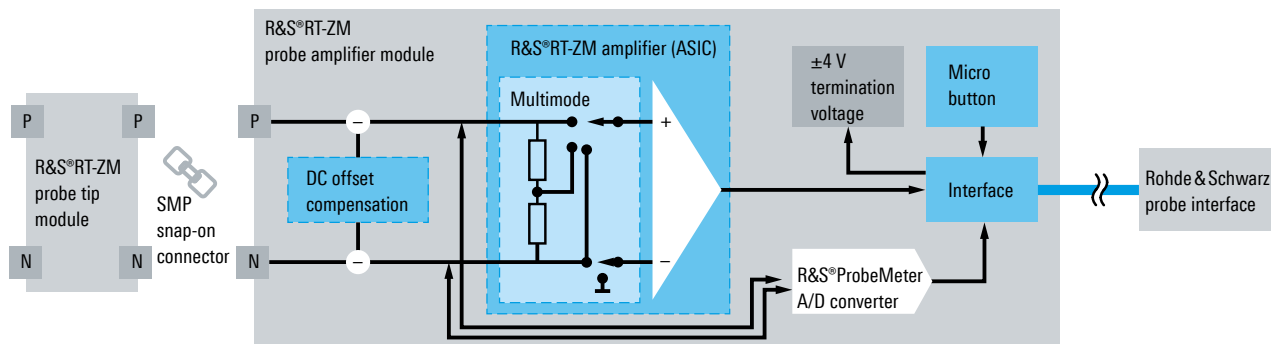 R&S®RT-ZM
probe amplifier module
R&S®RT-ZM amplifier (ASIC)
Multimode
±4 V
termination
voltage
Micro
button
P
P
P
R&S®RT-ZM
probe tip
module
SMP
snap-on
connector
N
N
N
–
DC offset
compensation
–
+
–
Interface
R&S®ProbeMeter
A/D converter
Rohde & Schwarz
probe interface